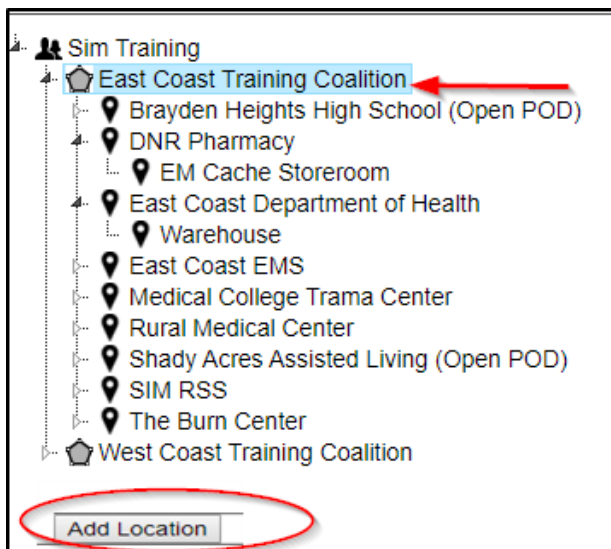 Sim Training
East Coast Training Coalition
Brayden Heights High School (Open POD)
DNR Pharmacy
EM Cache Storeroom
East Coast Department of Health
Warehouse
East Coast EMS
Medical College Trama Center
Rural Medical Center
Shady Acres Assisted Living (Open POD)
SIM RSS
The Burn Center
West Coast Training Coalition
Add Location